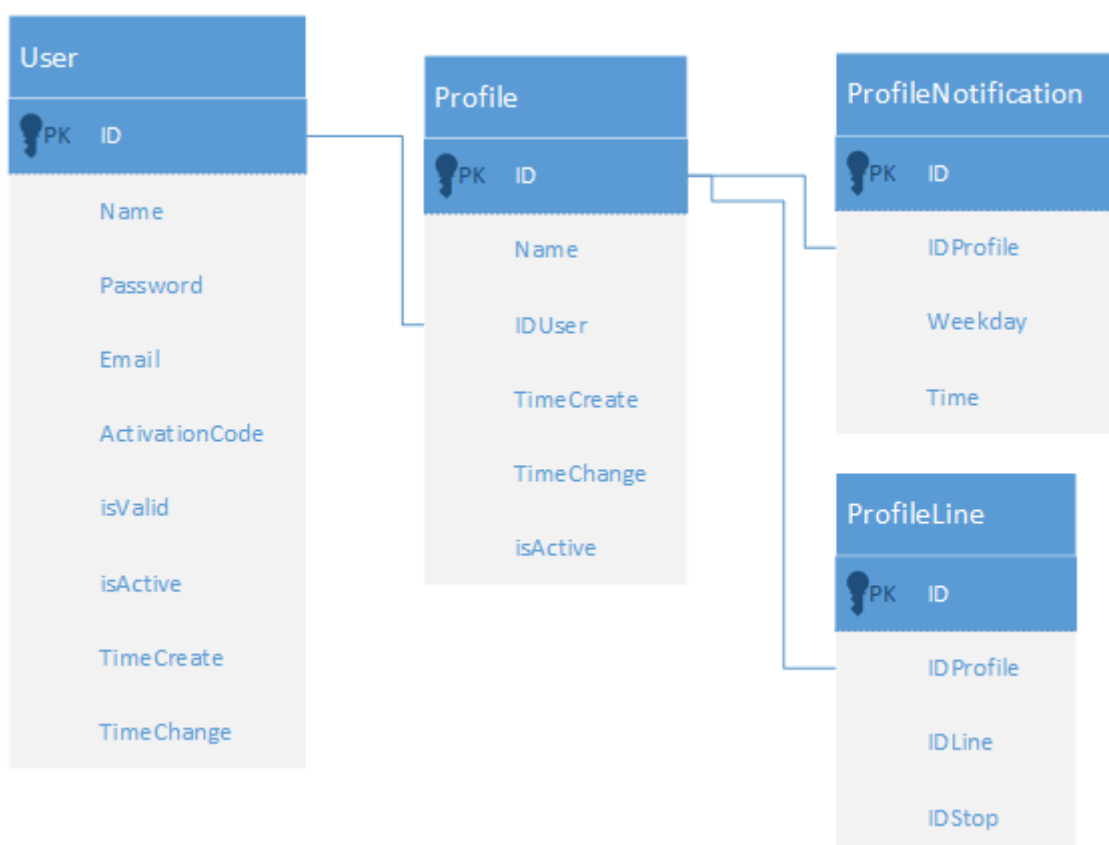 User
PK ID
Name
Password
Email
ActivationCode
isValid
isActive
TimeCreate
TimeChange
Profile
PK ID
Name
IDUser
TimeCreate
TimeChange
isActive
ProfileNotification
PK ID
IDProfile
Weekday
Time
ProfileLine
PK ID
IDProfile
IDLine
IDStop